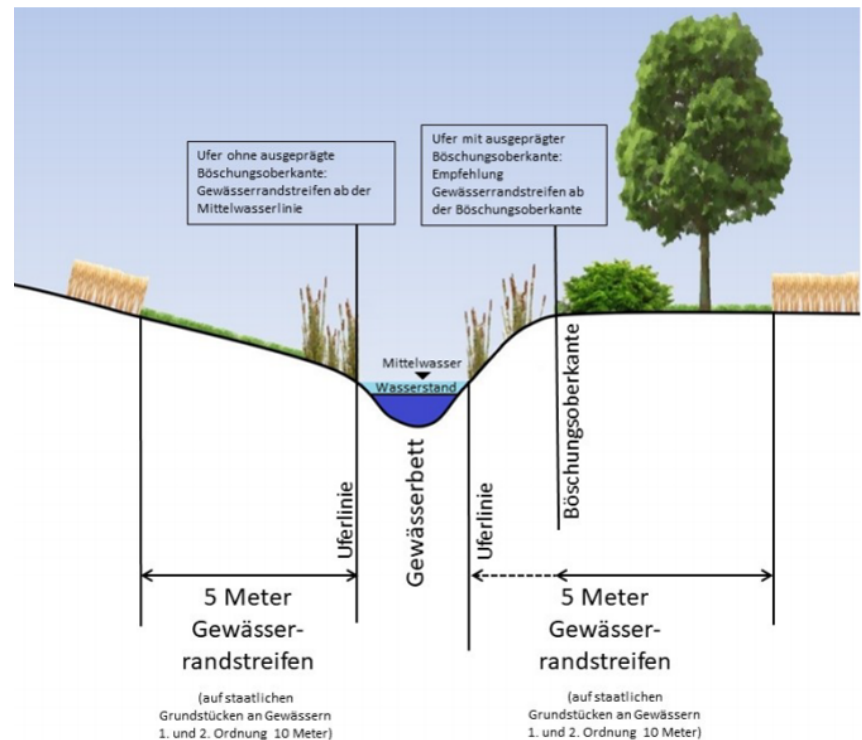 Ufer ohne ausgeprägte
Böschungsoberkante:
Gewässerrandstreifen ab der
Mittelwasserlinie
Ufer mit ausgeprägter
Böschungsoberkante:
Empfehlung
Gewässerrandstreifen ab
der Böschungsoberkante
Mittelwasser
Wasserstand
Uferlinie
Gewässerbett
Uferlinie
Böschungsoberkante
5 Meter
Gewässer-
randstreifen
(auf staatlichen
Grundstücken an Gewässern
1. und 2. Ordnung 10 Meter)
5 Meter
Gewässer-
randstreifen
(auf staatlichen
Grundstücken an Gewässern
1. und 2. Ordnung 10 Meter)